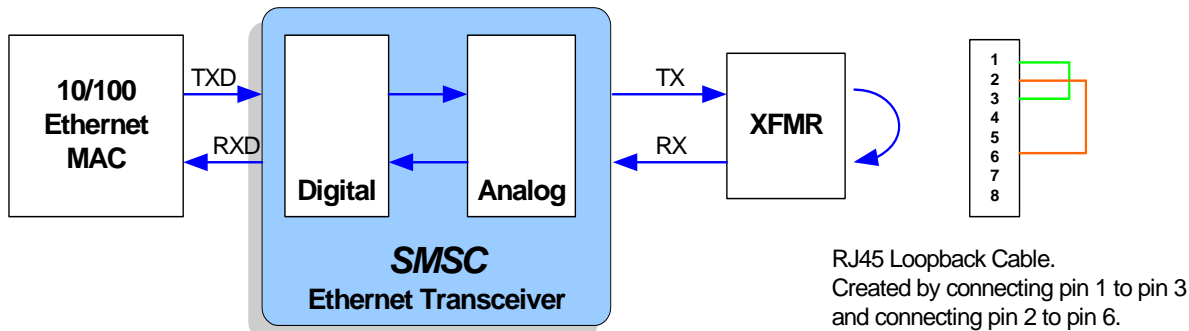 10/100
Ethernet
MAC
TXD
RXD
Digital
Analog
SMSC
Ethernet Transceiver
TX
RX
XFMR
1
2
3
4
5
6
7
8
RJ45 Loopback Cable.
Created by connecting pin 1 to pin 3
and connecting pin 2 to pin 6.